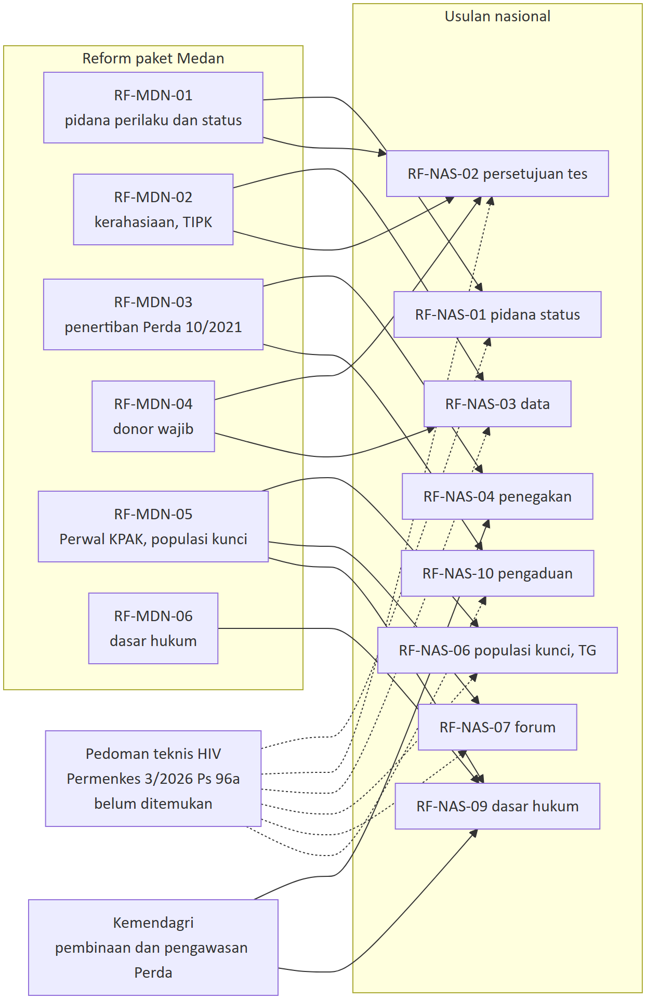 Reform paket Medan
RF-MDN-01
pidana perilaku dan status
RF-MDN-02
kerahasiaan, TIPK
RF-MDN-03
penertiban Perda 10/2021
RF-MDN-04
donor wajib
RF-MDN-05
Perwal KPAK, populasi kunci
RF-MDN-06
dasar hukum
Pedoman teknis HIV
Permenkes 3/2026 Ps 96a
belum ditemukan
Kemendagri
pembinaan dan pengawasan
Perda
Usulan nasional
RF-NAS-02 persetujuan tes
RF-NAS-01 pidana status
RF-NAS-03 data
RF-NAS-04 penegakan
RF-NAS-10 pengaduan
RF-NAS-06 populasi kunci, TG
RF-NAS-07 forum
RF-NAS-09 dasar hukum